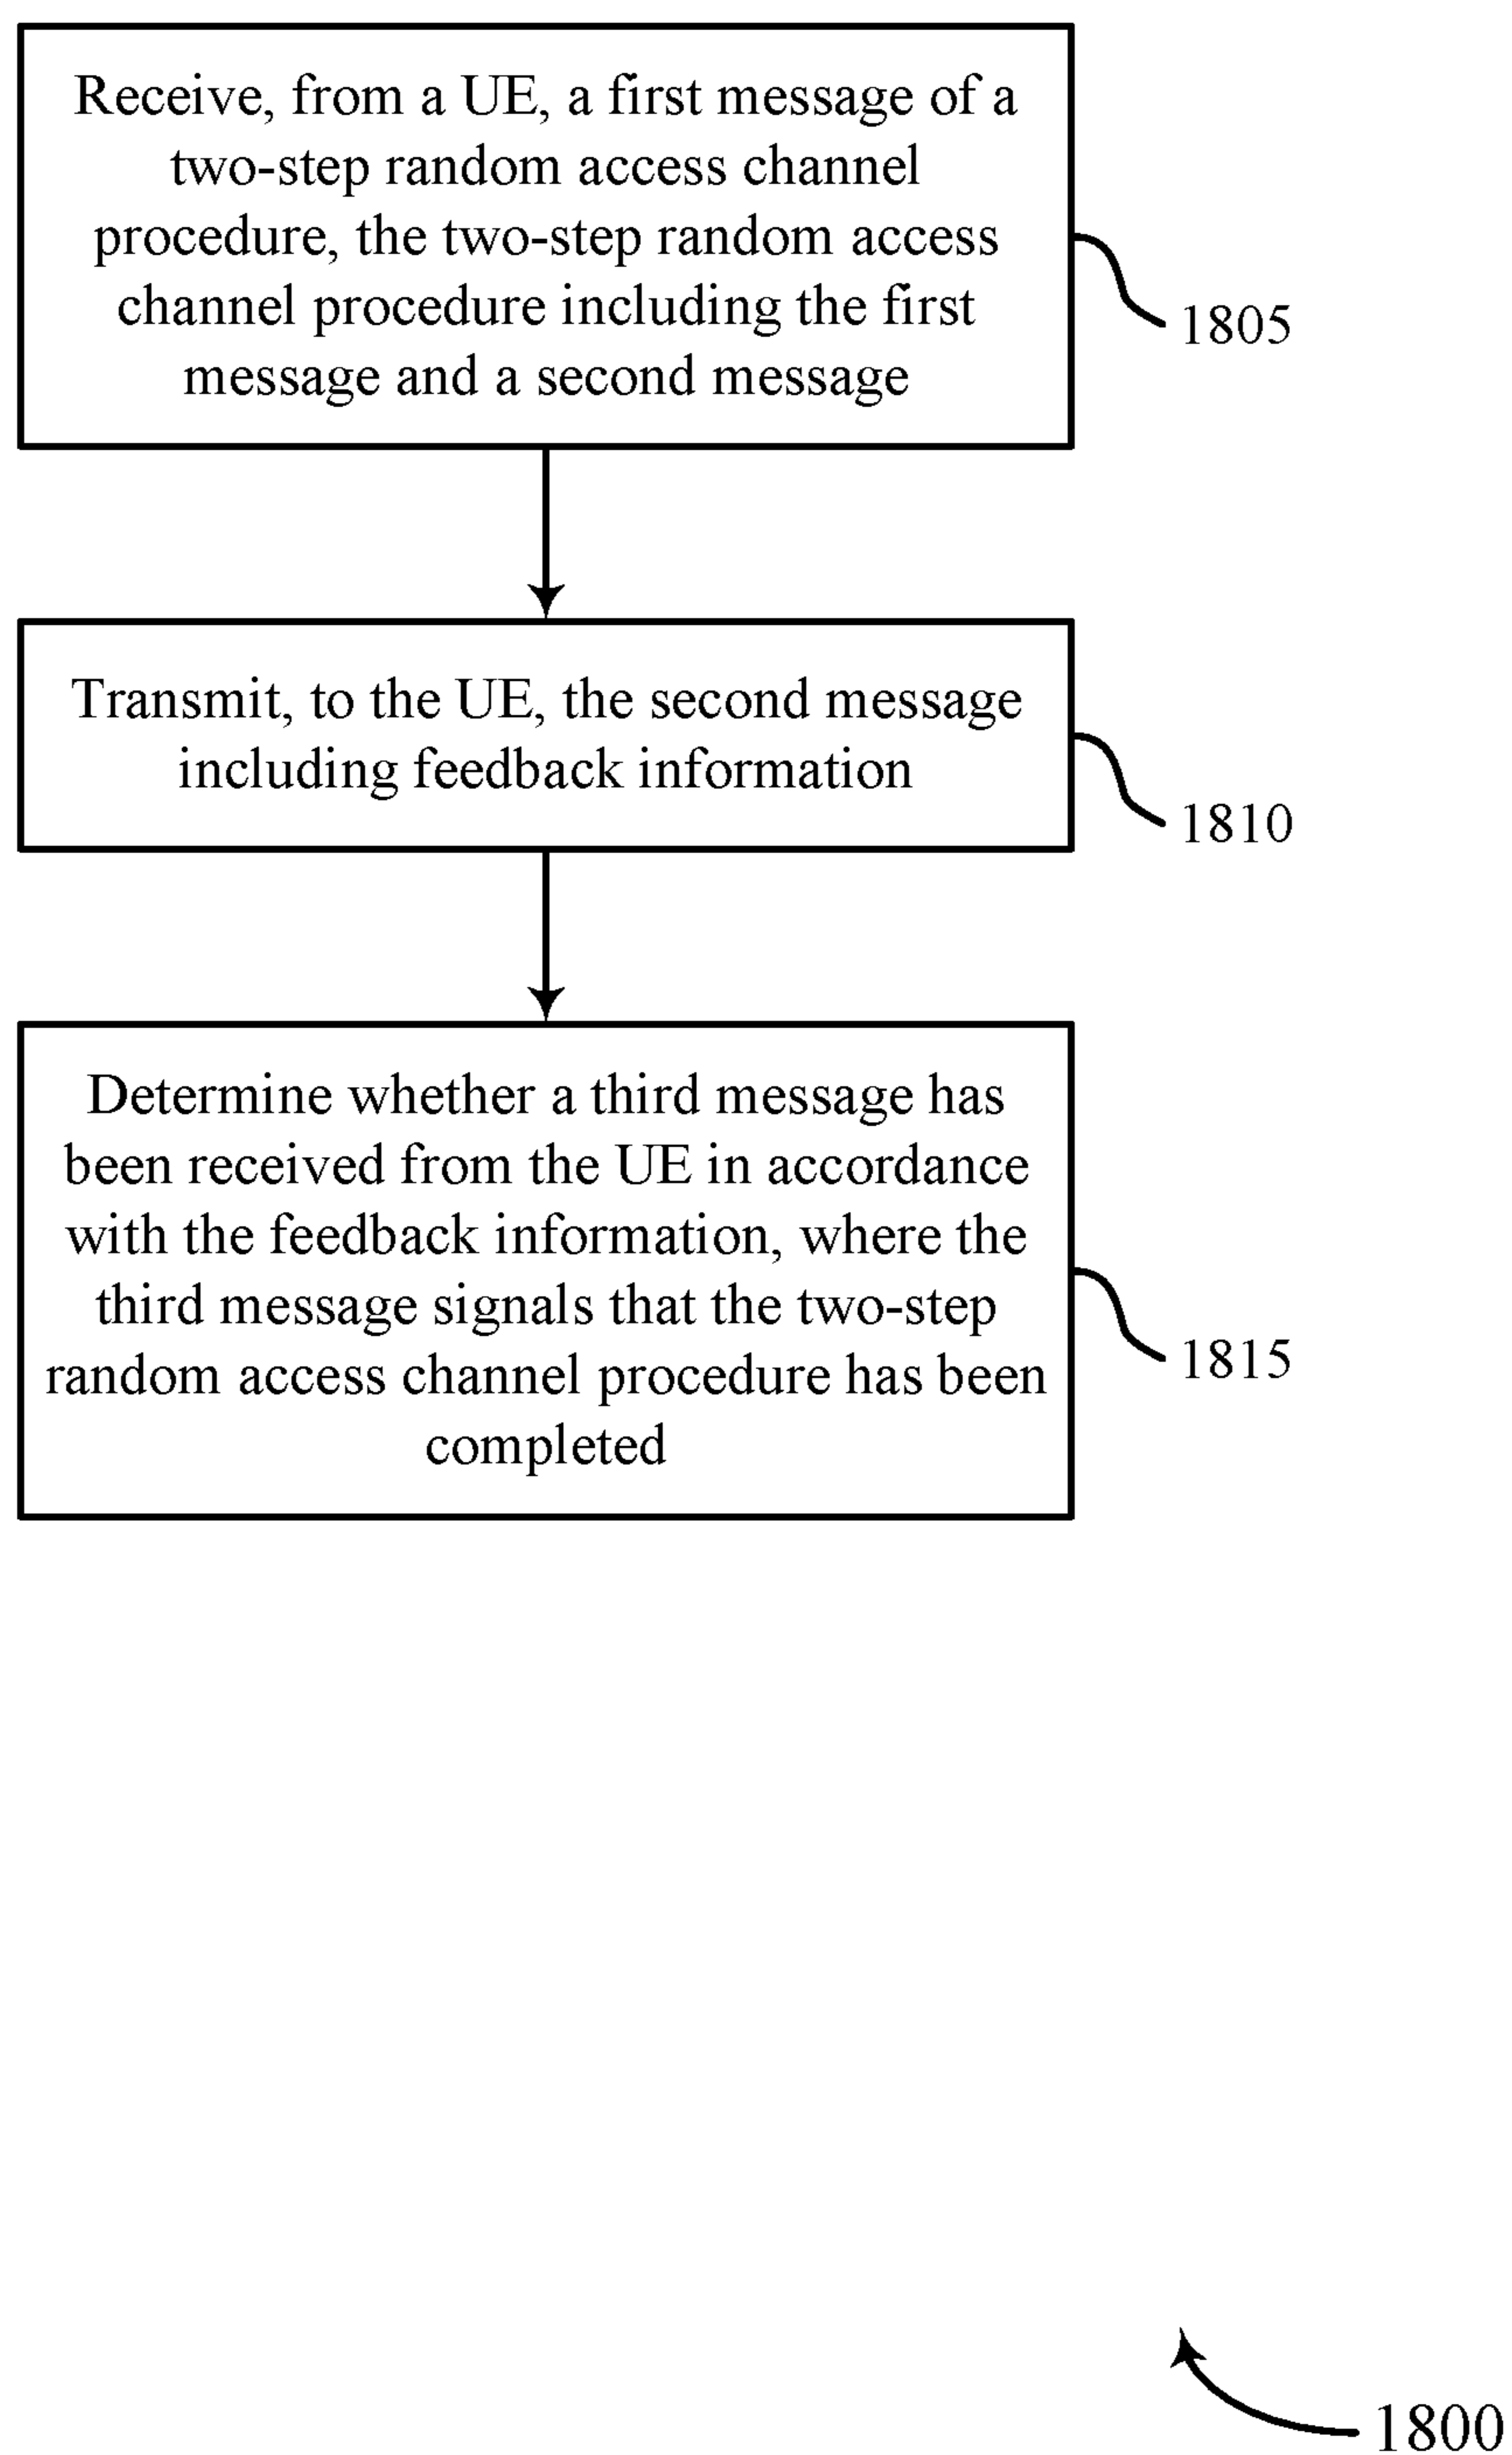 Receive, from a UE, a first message of a
two-step random access channel
procedure, the two-step random access
channel procedure including the first
message and a second message
1805
Transmit, to the UE, the second message
including feedback information
1810
Determine whether a third message has
been received from the UE in accordance
with the feedback information, where the
third message signals that the two-step
random access channel procedure has been
completed
1815
1800